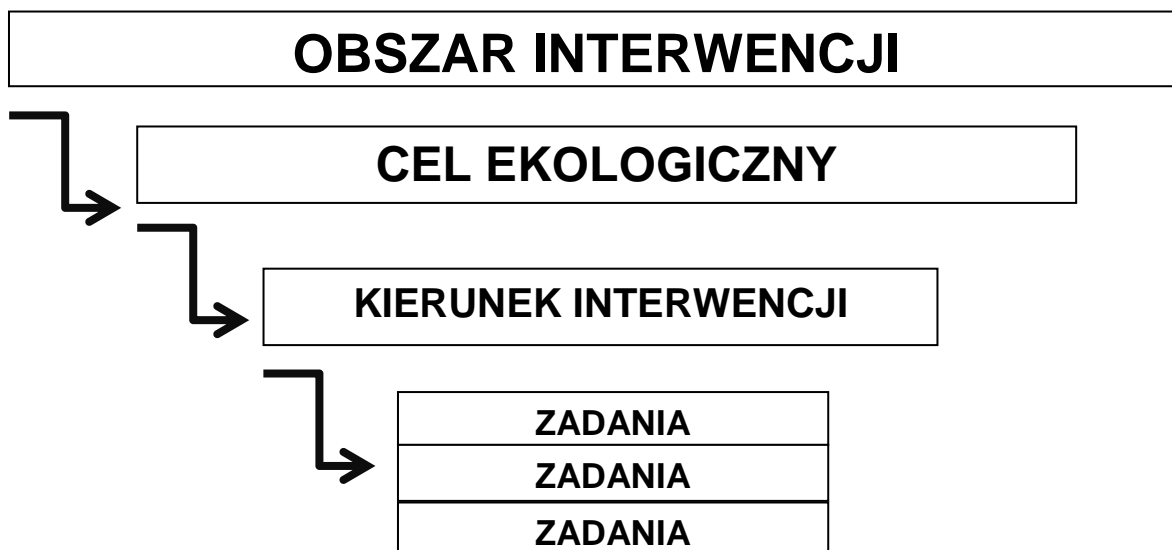 OBSZAR INTERWENCJI
CEL EKOLOGICZNY
KIERUNEK INTERWENCJI
ZADANIA
ZADANIA
ZADANIA